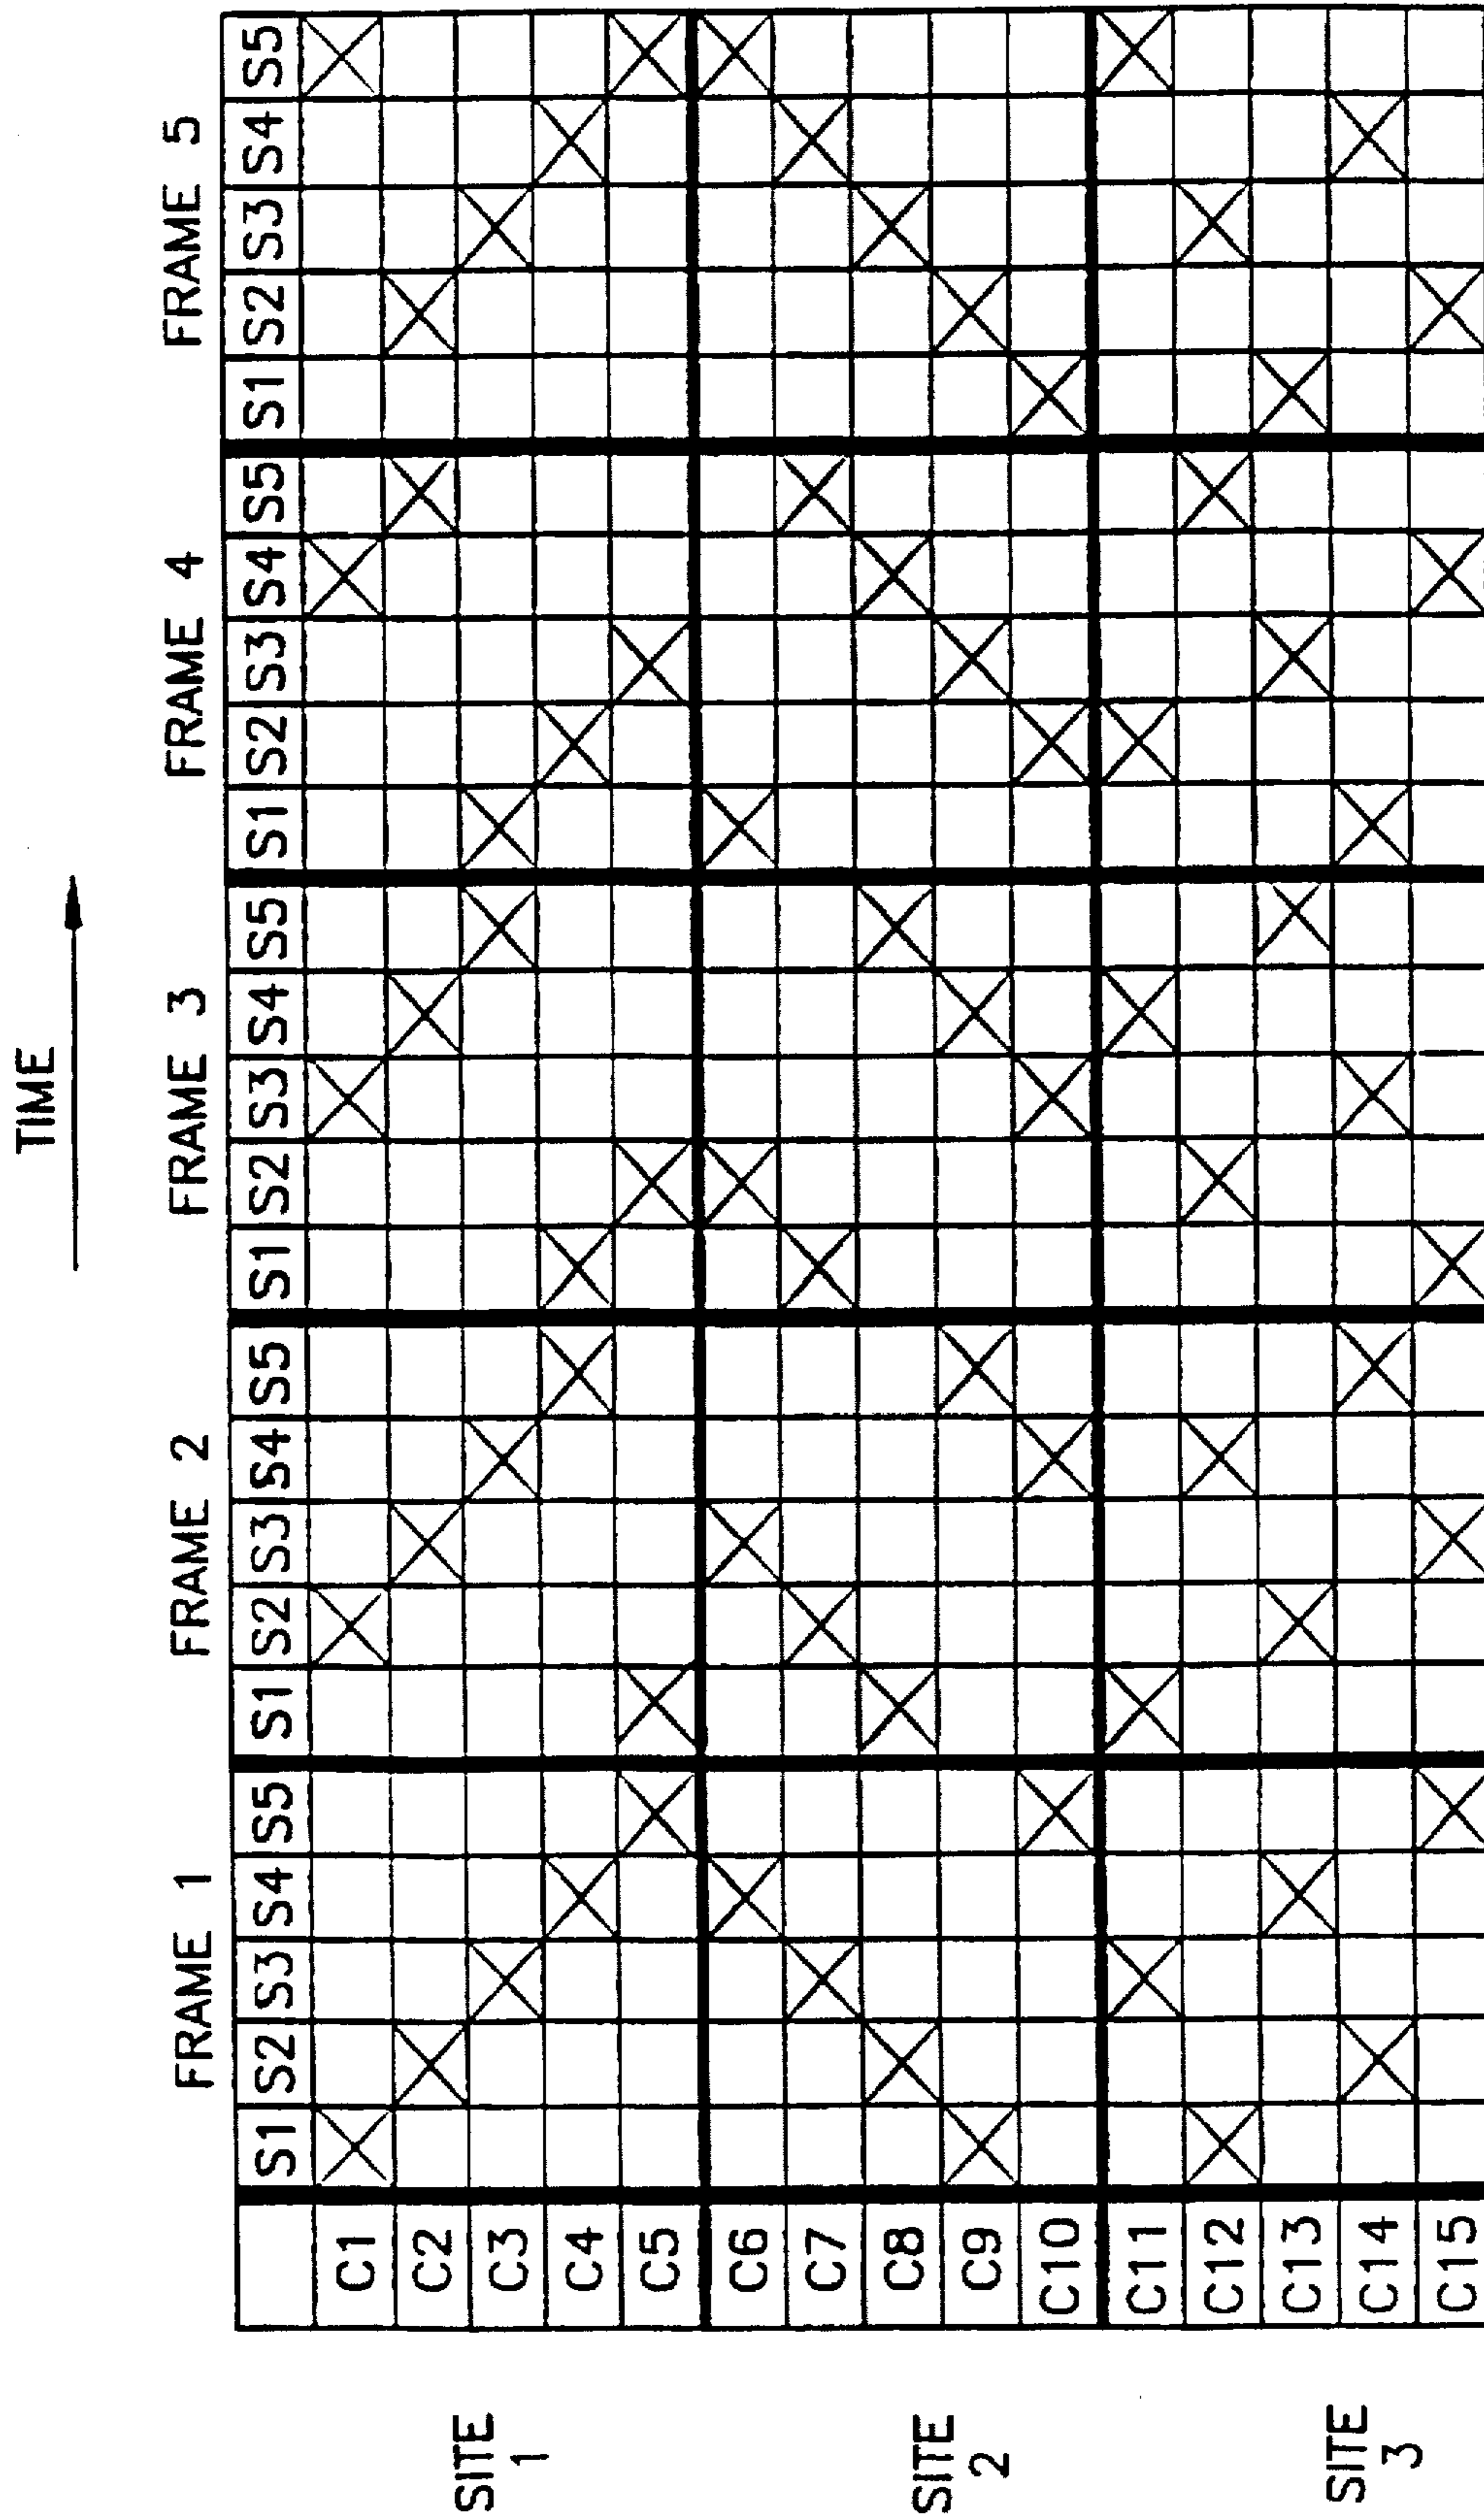 TIME
FRAME 1 FRAME 2 FRAME 3 FRAME 4 FRAME 5
S1 S2 S3 S4 S5 S1 S2 S3 S4 S5 S1 S2 S3 S4 S5 S1 S2 S3 S4 S5 S1 S2 S3 S4 S5
SITE
1
C1
C2
C3
C4
C5
SITE
2
C6
C7
C8
C9
C10
SITE
3
C11
C12
C13
C14
C15